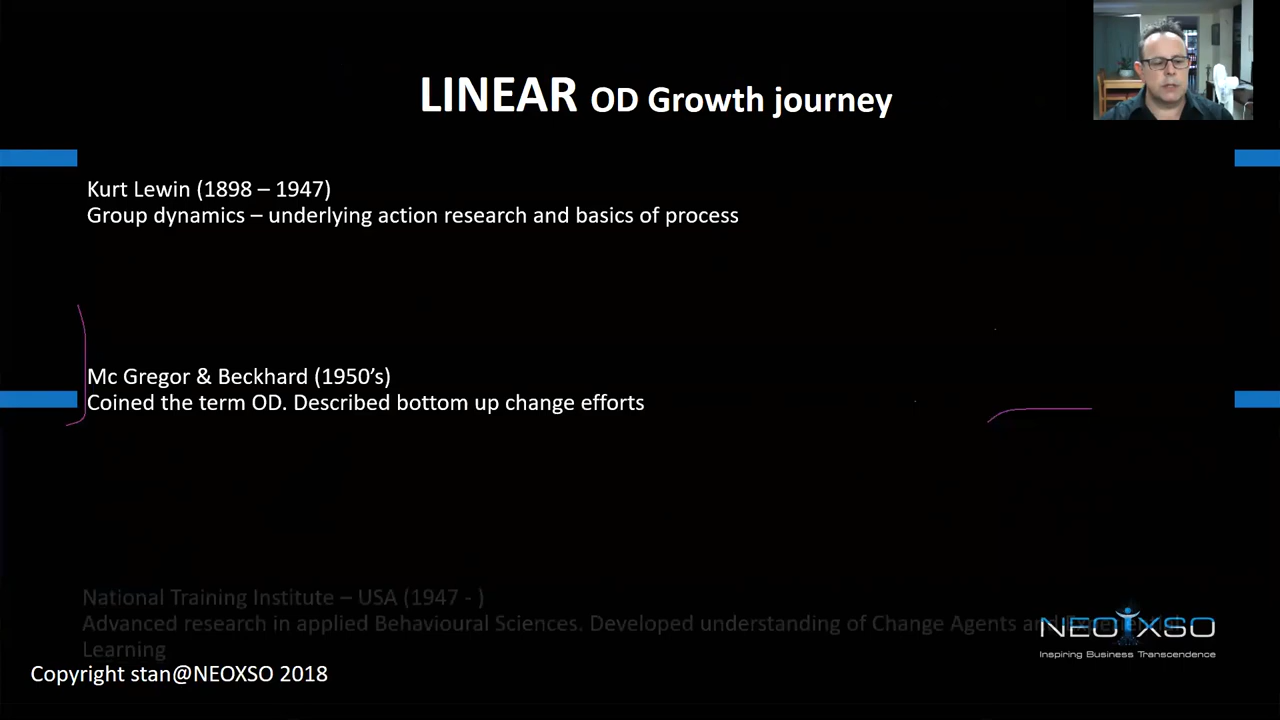 LINEAR OD Growth journey
Kurt Lewin (1898 – 1947)
Group dynamics – underlying action research and basics of process
Mc Gregor & Beckhard (1950’s)
Coined the term OD. Described bottom up change efforts
National Training Institute – USA (1947 - )
Advanced research in applied Behavioural Sciences. Developed understanding of Change Agents and
Learning
NEOXSO
Inspiring Business Transcendence
Copyright stan@NEOXSO 2018